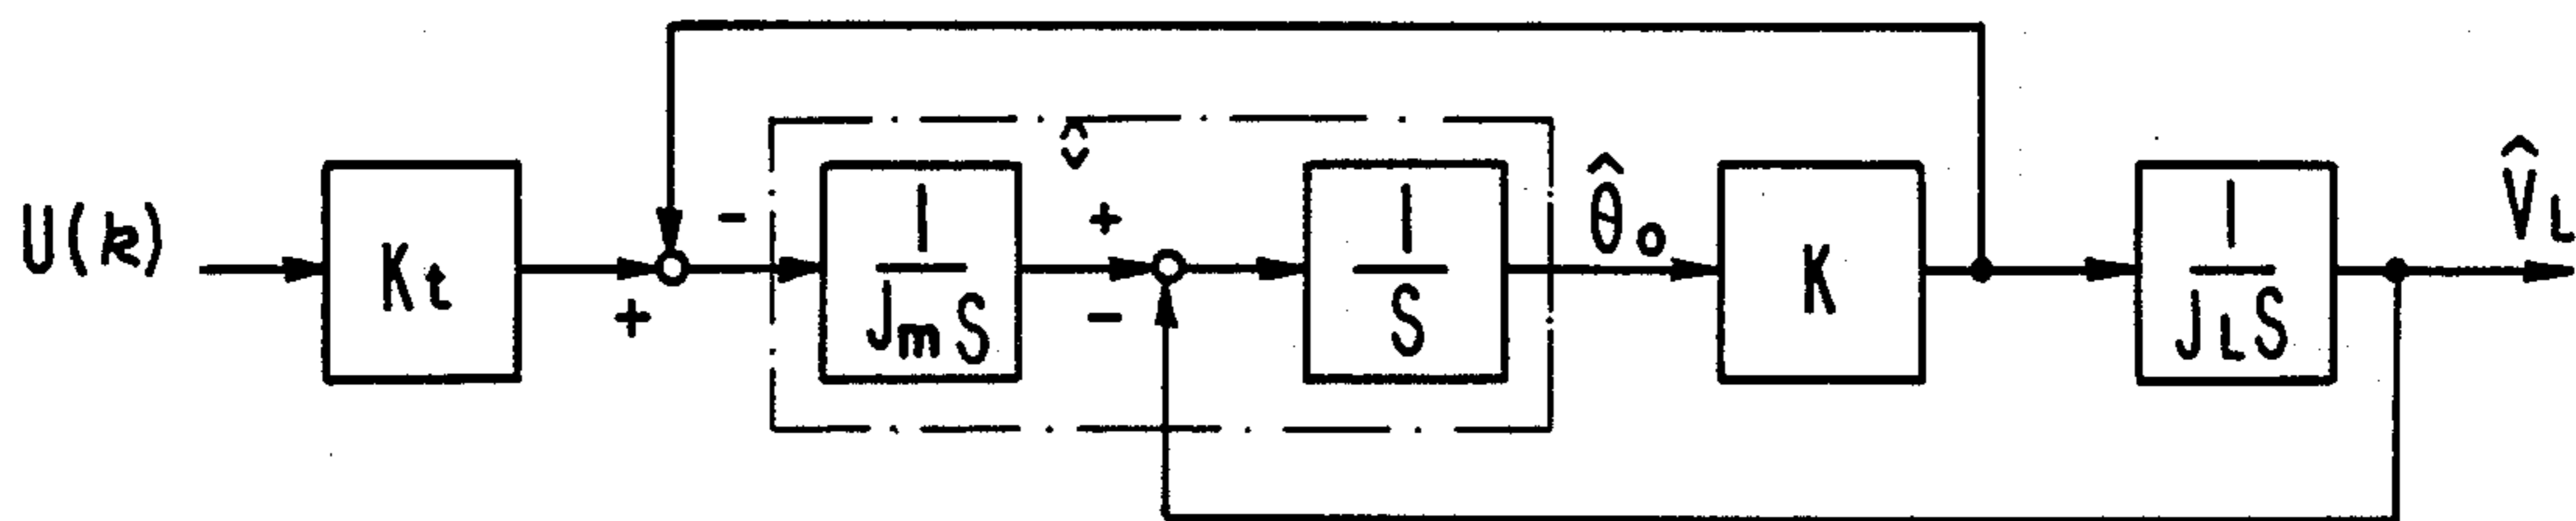 U(k)
Kt
+
-
1
JmS
v̂
+
-
1
S
θ̂o
K
1
JLS
V̂L